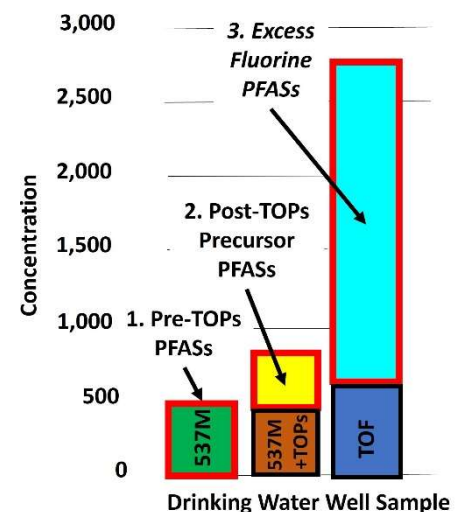 3,000
2,500
2,000
1,500
1,000
500
0
Concentration
3. Excess
Fluorine
PFASs
2. Post-TOPs
Precursor
PFASs
1. Pre-TOPs
PFASs
537M
537M
+TOPs
TOF
Drinking Water Well Sample